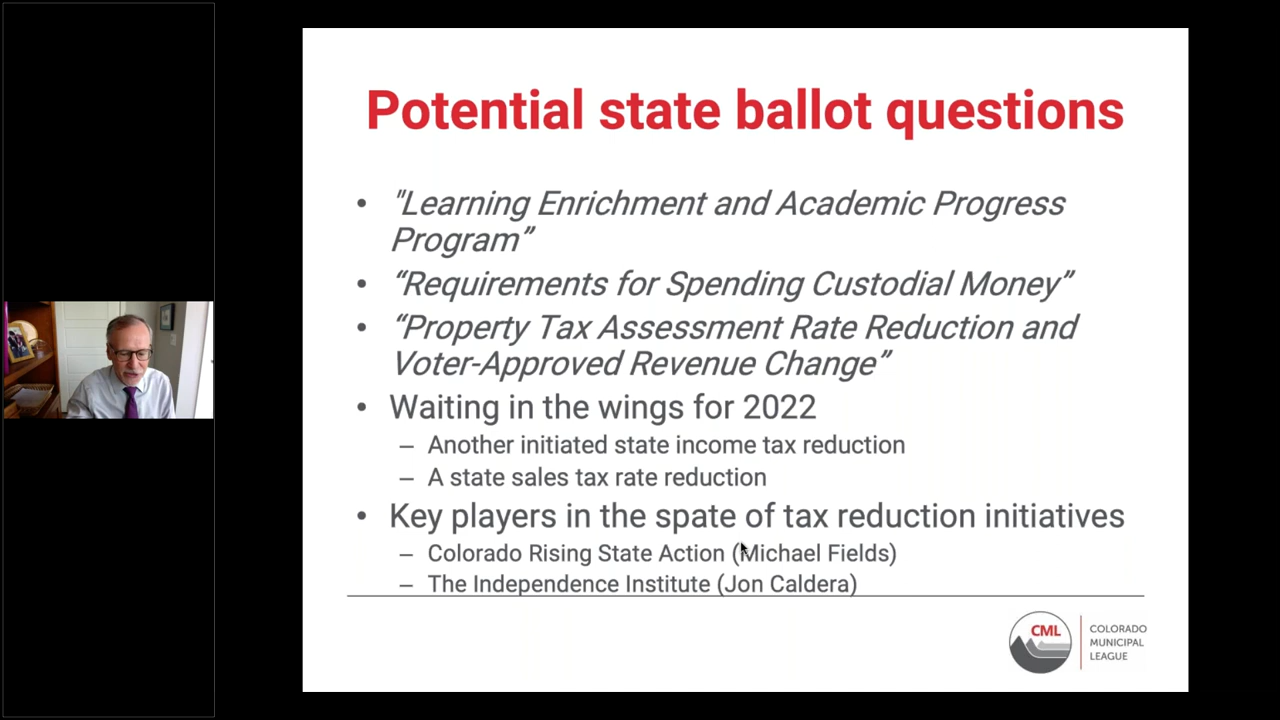 Potential state ballot questions
• "Learning Enrichment and Academic Progress
Program”
• “Requirements for Spending Custodial Money”
• “Property Tax Assessment Rate Reduction and
Voter-Approved Revenue Change”
• Waiting in the wings for 2022
– Another initiated state income tax reduction
– A state sales tax rate reduction
• Key players in the spate of tax reduction initiatives
– Colorado Rising State Action (Michael Fields)
– The Independence Institute (Jon Caldera)
CML
COLORADO
MUNICIPAL
LEAGUE